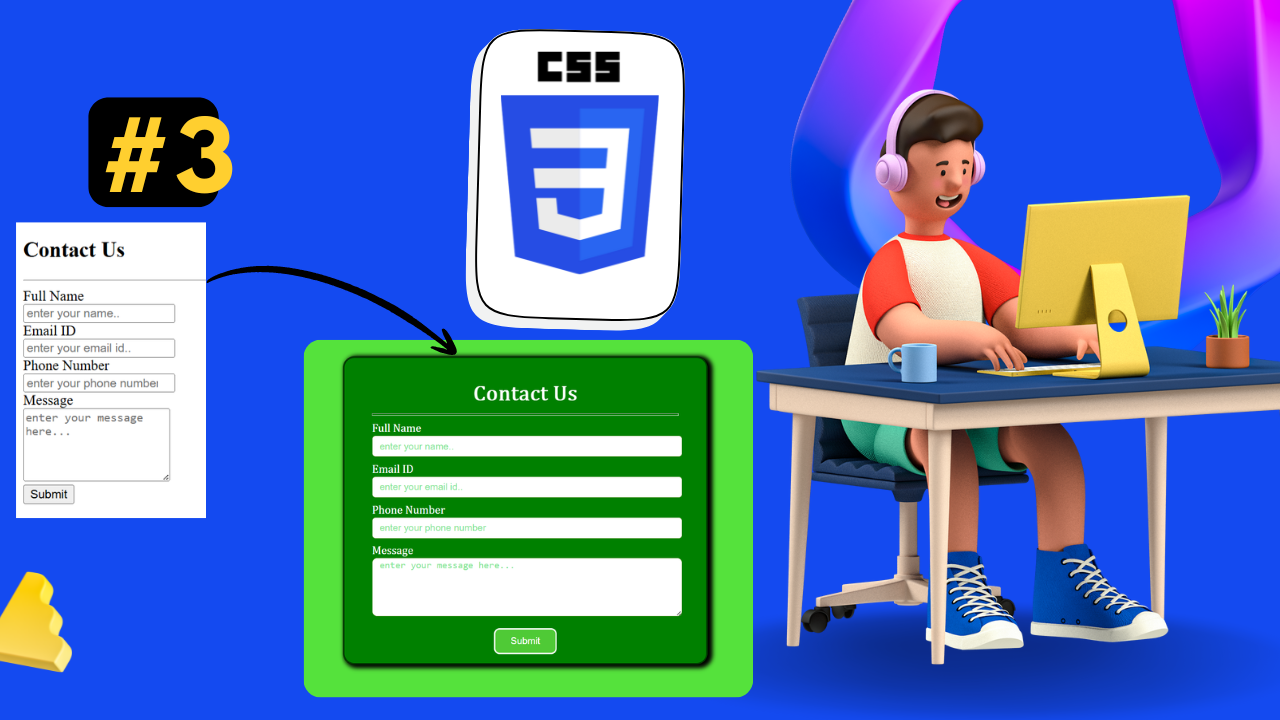 CSS
3
#3
Contact Us
Full Name
enter your name..
Email ID
enter your email id..
Phone Number
enter your phone number
Message
enter your message
here...
Submit
Contact Us
Full Name
enter your name..
Email ID
enter your email id..
Phone Number
enter your phone number
Message
enter your message here...
Submit